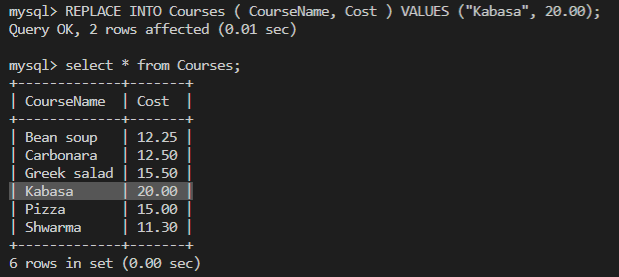 mysql> REPLACE INTO Courses ( CourseName, Cost ) VALUES ("Kabasa", 20.00);
Query OK, 2 rows affected (0.01 sec)
mysql> select * from Courses;
+-------------+-------+
| CourseName  | Cost  |
+-------------+-------+
| Bean soup   | 12.25 |
| Carbonara   | 12.50 |
| Greek salad | 15.50 |
| Kabasa      | 20.00 |
| Pizza       | 15.00 |
| Shwarma     | 11.30 |
+-------------+-------+
6 rows in set (0.00 sec)